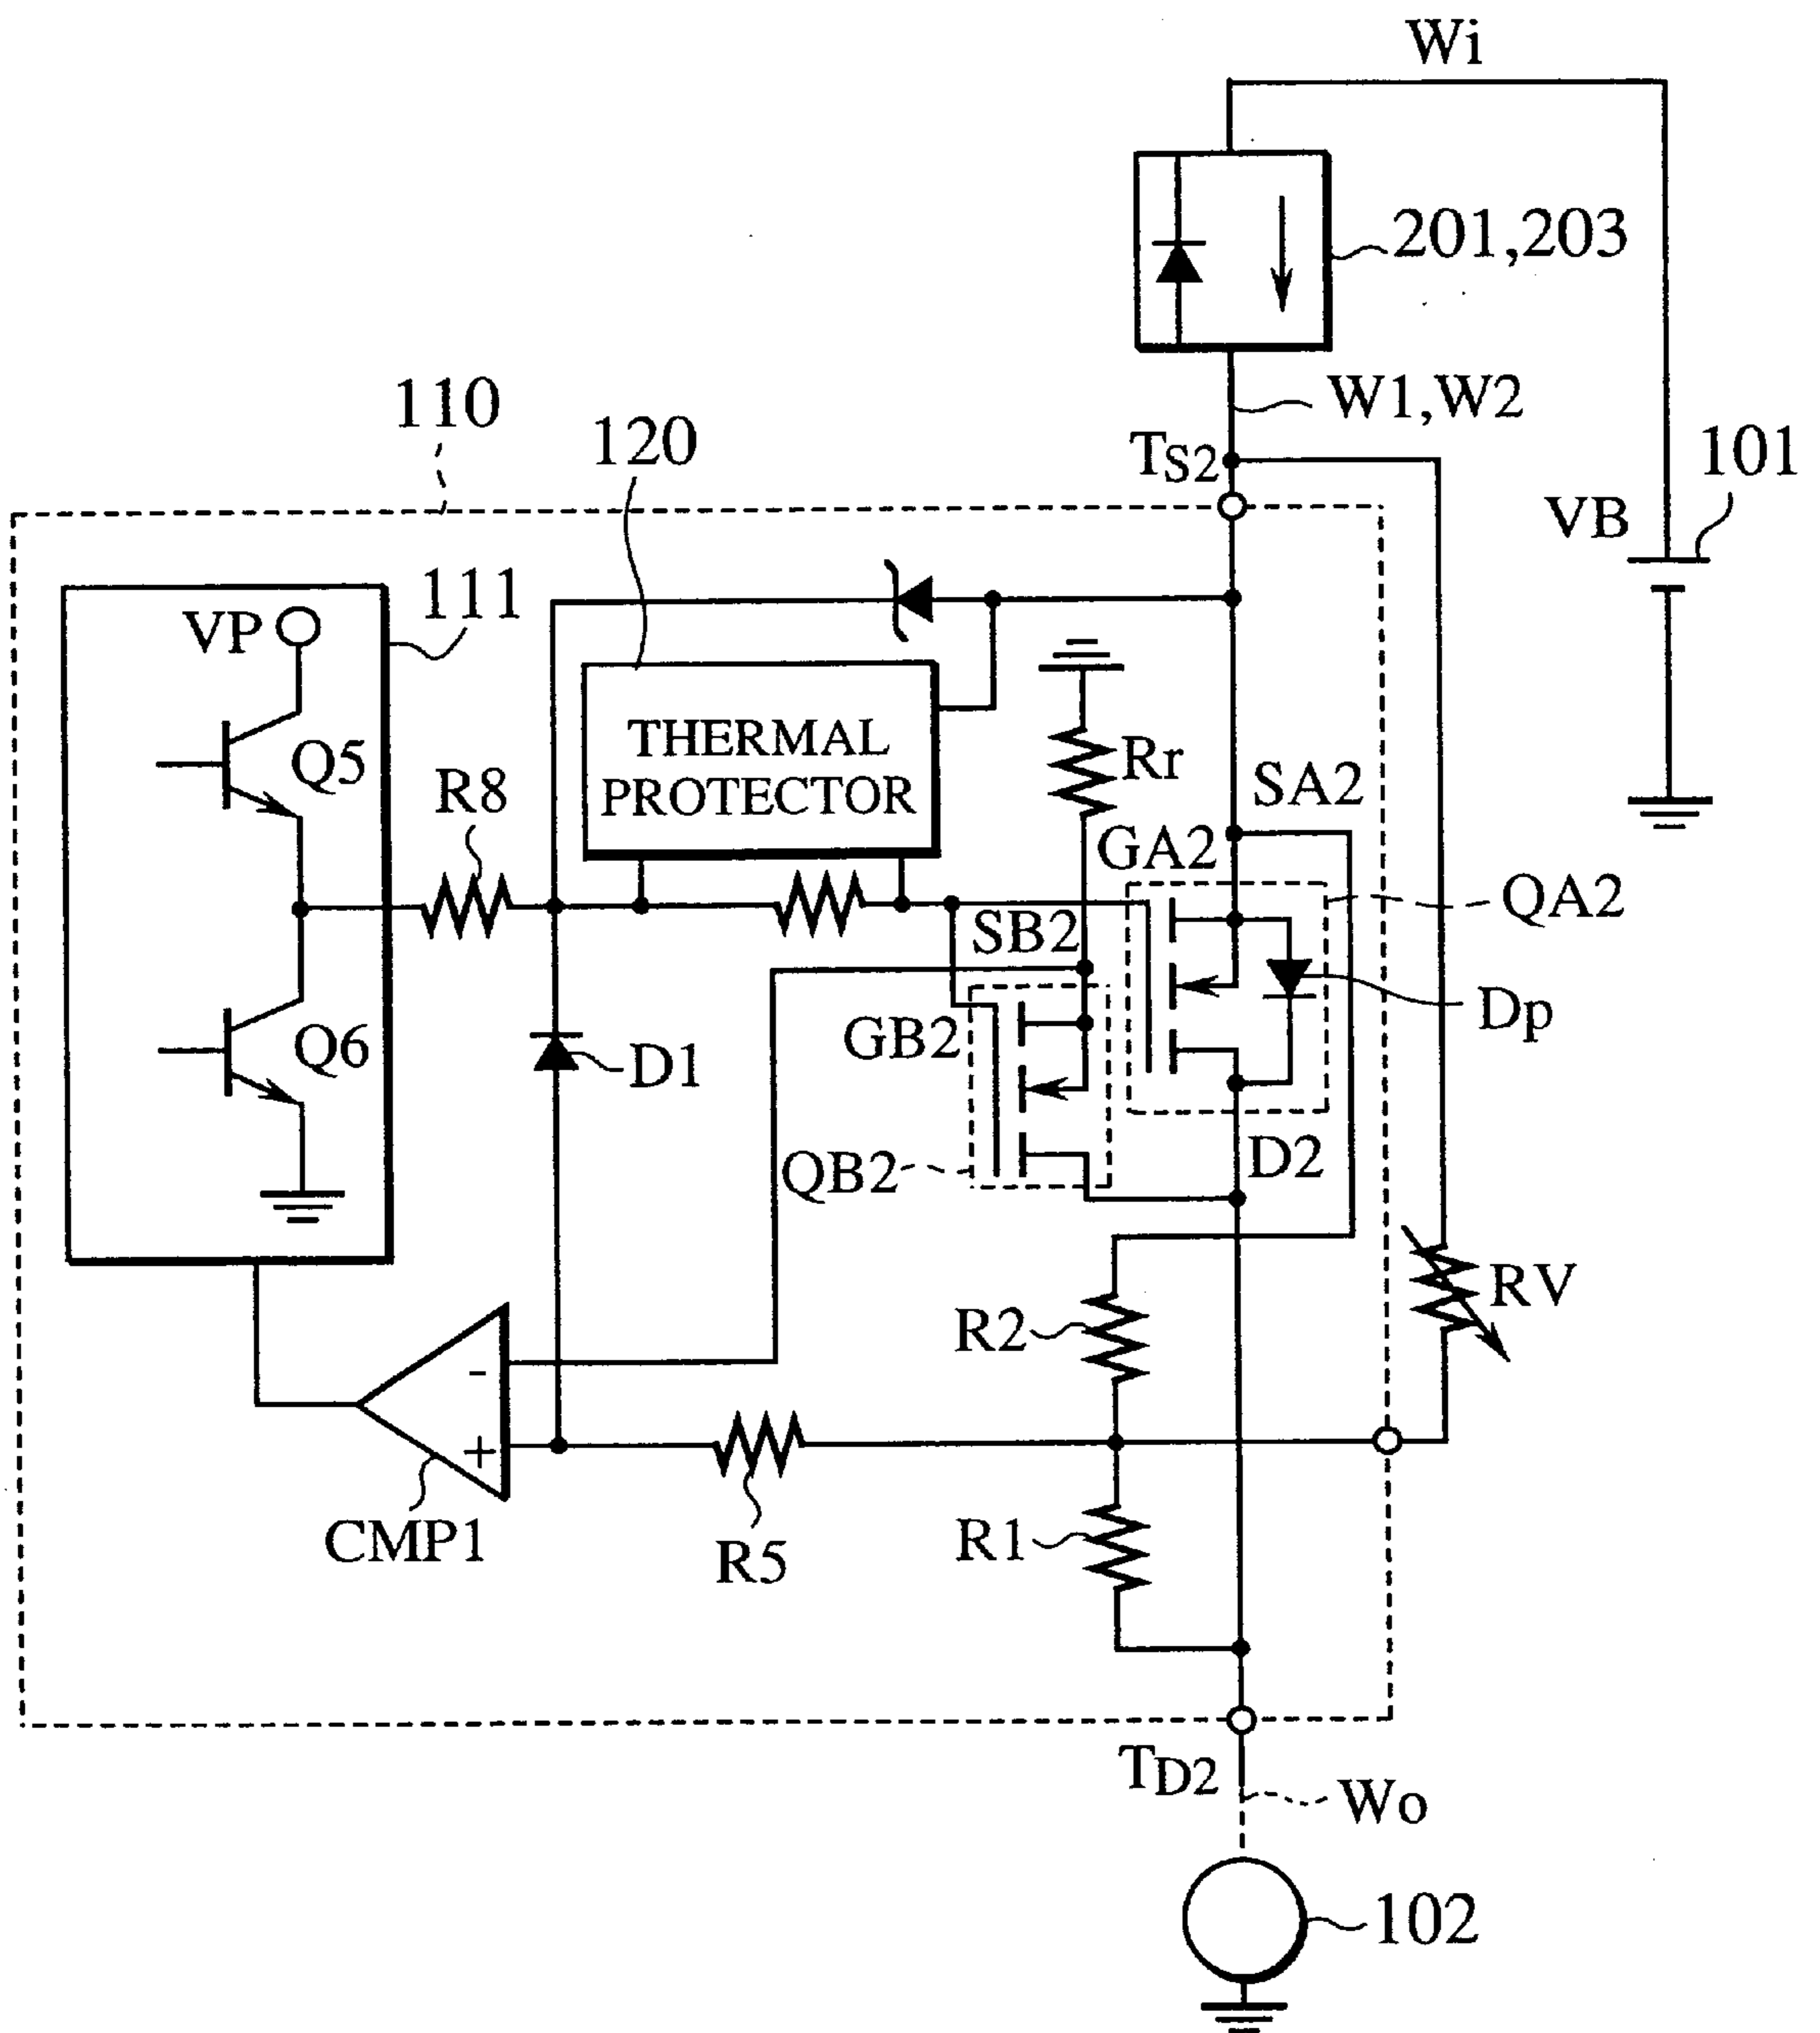 Wi
201,203
W1,W2
110
120
TS2
101
VB
111
VP
THERMAL
PROTECTOR
Rr
Q5
R8
SA2
GA2
QA2
SB2
Dp
GB2
Q6
D1
D2
QB2
RV
R2
-
+
CMP1
R5
R1
TD2
Wo
102